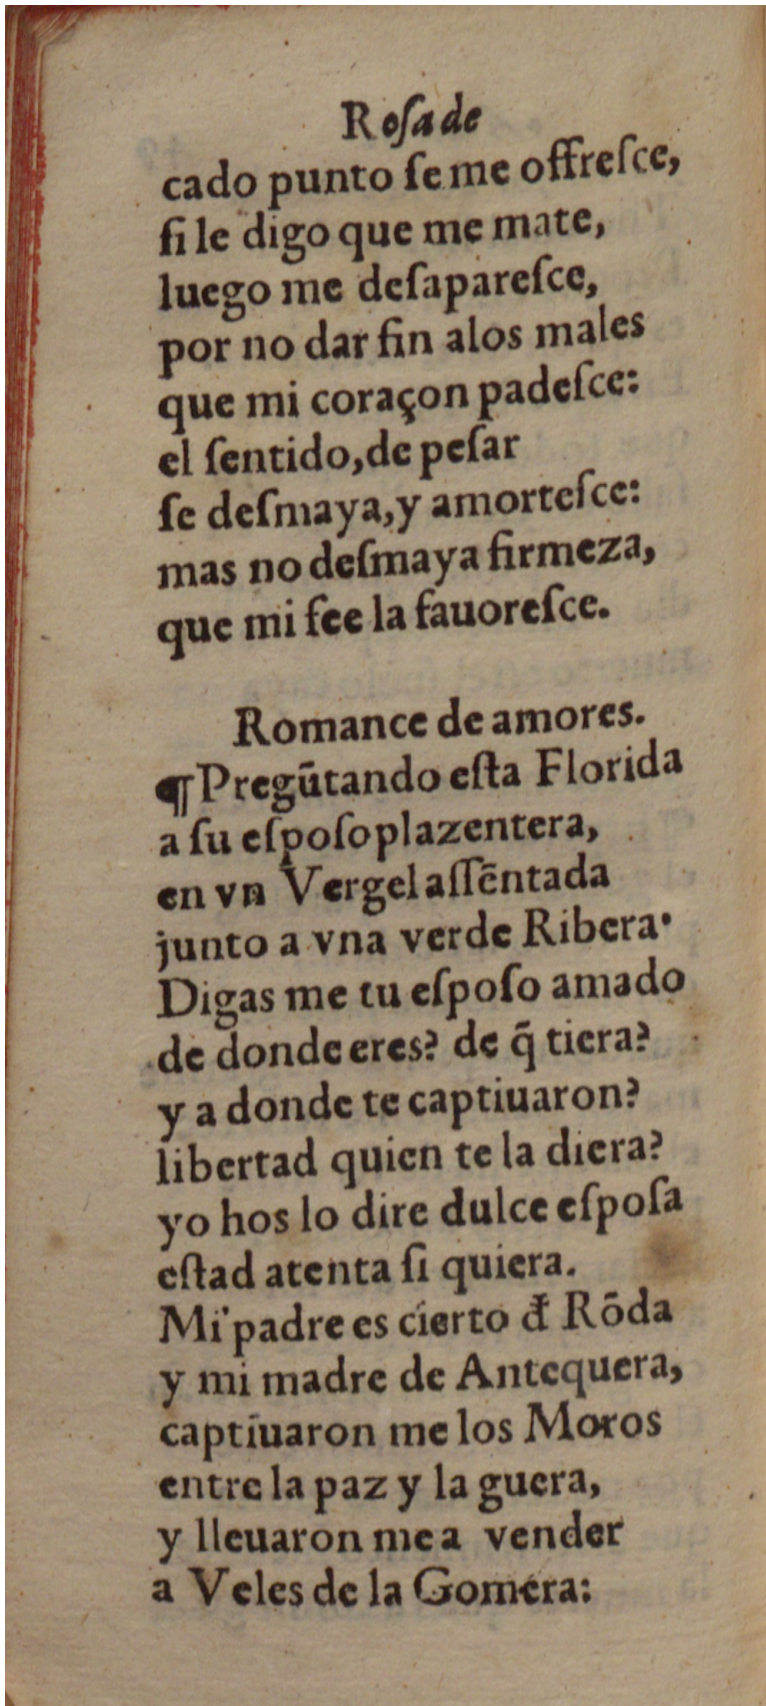 Rosa de
cado punto ſe me offreſce,
ſi le digo que me mate,
luego me deſapareſce,
por no dar fin alos males
que mi coraçon padeſce:
el ſentido, de peſar
ſe deſmaya, y amorteſce:
mas no deſmaya firmeza,
que mi fee la fauoreſce.
Romance de amores.
¶ Pregūtando eſta Florida
a ſu eſpoſo plazentera,
en vn Vergel aſſētada
junto a vna verde Ribera.
Digas me tu eſpoſo amado
de donde eres? de q̄ tiera?
y a donde te captiuaron?
libertad quien te la diera?
yo hos lo dire dulce eſpoſa
eſtad atenta ſi quiera.
Mi padre es cierto đ Rōda
y mi madre de Antequera,
captiuaron me los Moros
entre la paz y la guera,
y lleuaron me a vender
a Veles de la Gomera: